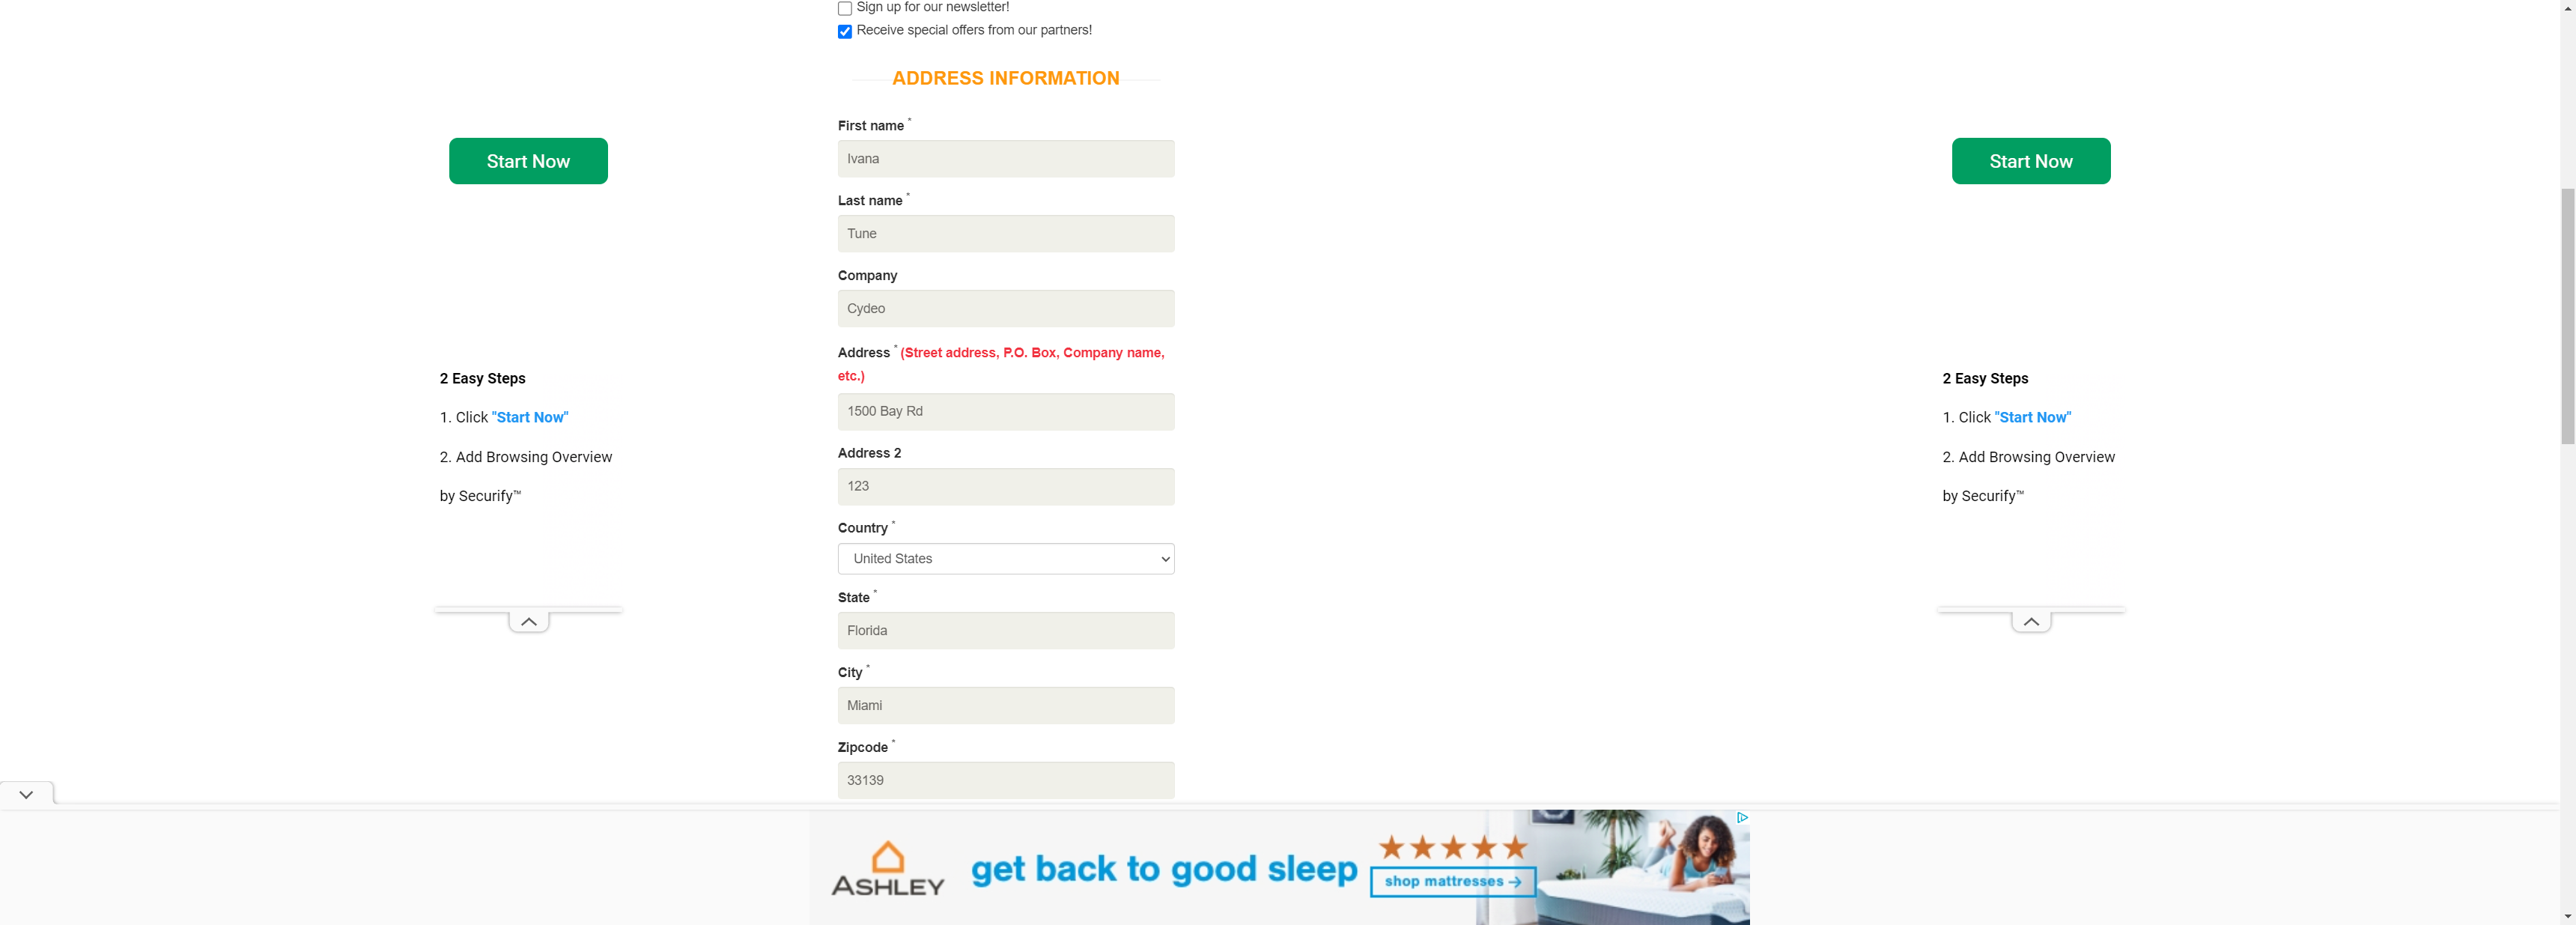 Sign up for our newsletter!
Receive special offers from our partners!
ADDRESS INFORMATION
First name *
Ivana
Last name *
Tune
Company
Cydeo
Address * (Street address, P.O. Box, Company name,
etc.)
1500 Bay Rd
Address 2
123
Country *
United States
State *
Florida
City *
Miami
Zipcode *
33139
Start Now
2 Easy Steps
1. Click "Start Now"
2. Add Browsing Overview
by Securify™
Start Now
2 Easy Steps
1. Click "Start Now"
2. Add Browsing Overview
by Securify™
ASHLEY
get back to good sleep
shop mattresses →